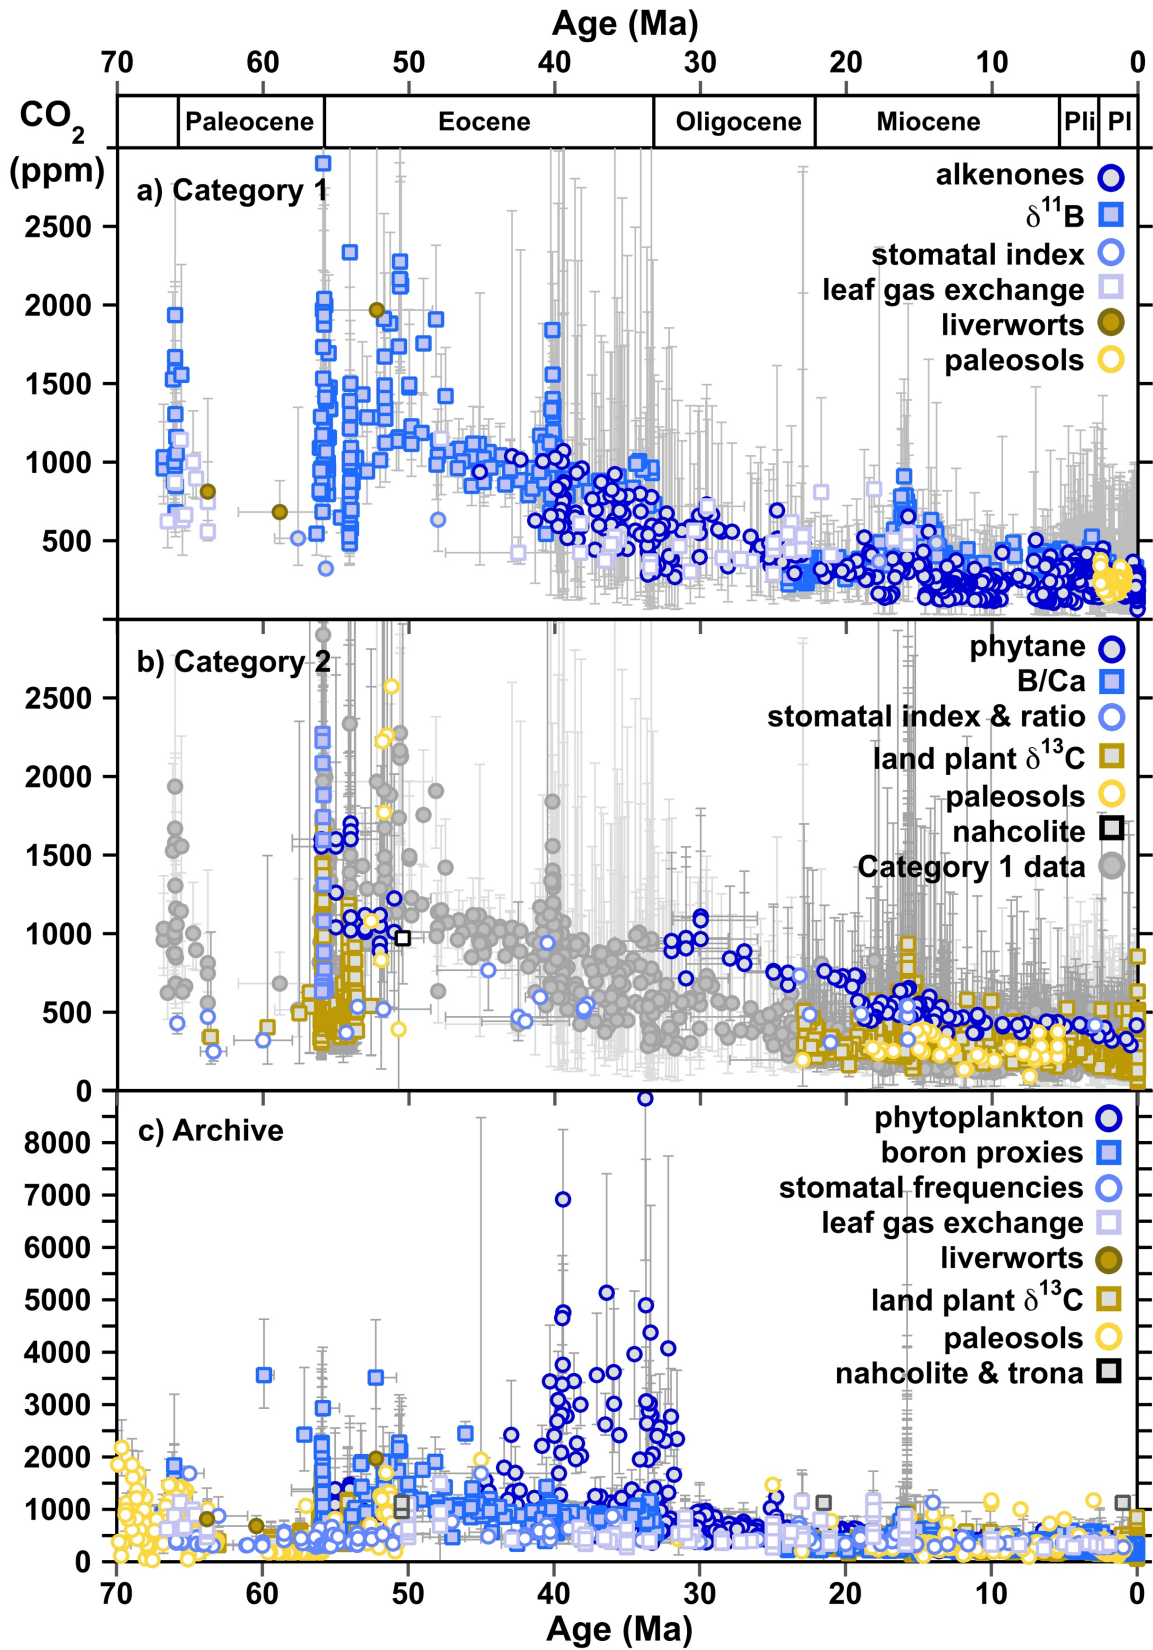 Age (Ma)
70 60 50 40 30 20 10 0
CO2
(ppm)
Paleocene Eocene Oligocene Miocene Pli Pl
a) Category 1
alkenones
δ11B
stomatal index
leaf gas exchange
liverworts
paleosols
2500
2000
1500
1000
500
b) Category 2
phytane
B/Ca
stomatal index & ratio
land plant δ13C
paleosols
nahcolite
Category 1 data
2500
2000
1500
1000
500
0
c) Archive
phytoplankton
boron proxies
stomatal frequencies
leaf gas exchange
liverworts
land plant δ13C
paleosols
nahcolite & trona
8000
7000
6000
5000
4000
3000
2000
1000
0
70 60 50 40 30 20 10 0
Age (Ma)